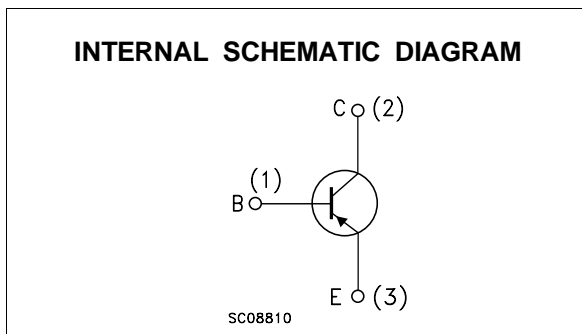 INTERNAL SCHEMATIC DIAGRAM
C (2)
(1)
B
E (3)
SC08810